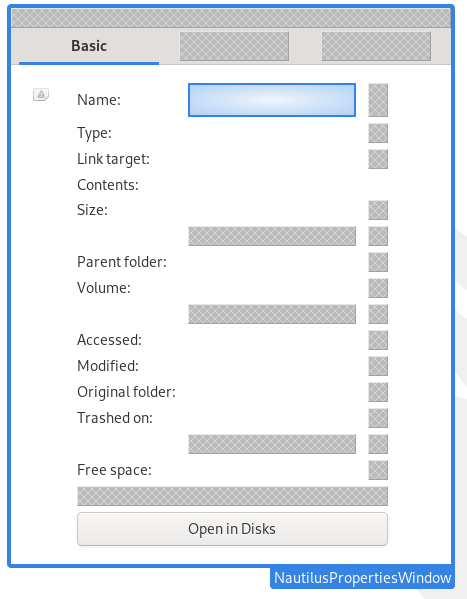 Basic
Name:
Type:
Link target:
Contents:
Size:
Parent folder:
Volume:
Accessed:
Modified:
Original folder:
Trashed on:
Free space:
Open in Disks
NautilusPropertiesWindow